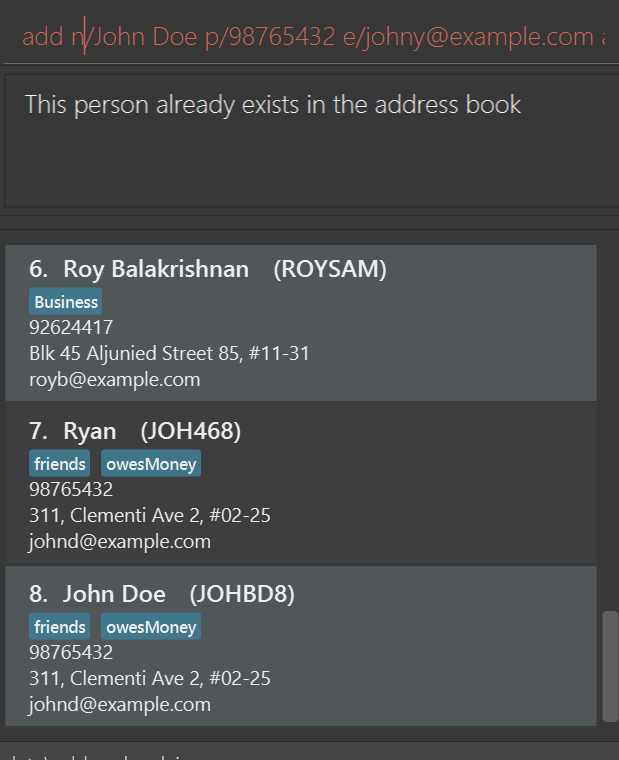 add n/John Doe p/98765432 e/johny@example.com a
This person already exists in the address book
6. Roy Balakrishnan (ROYSAM)
Business
92624417
Blk 45 Aljunied Street 85, #11-31
royb@example.com
7. Ryan (JOH468)
friends owesMoney
98765432
311, Clementi Ave 2, #02-25
johnd@example.com
8. John Doe (JOHBD8)
friends owesMoney
98765432
311, Clementi Ave 2, #02-25
johnd@example.com